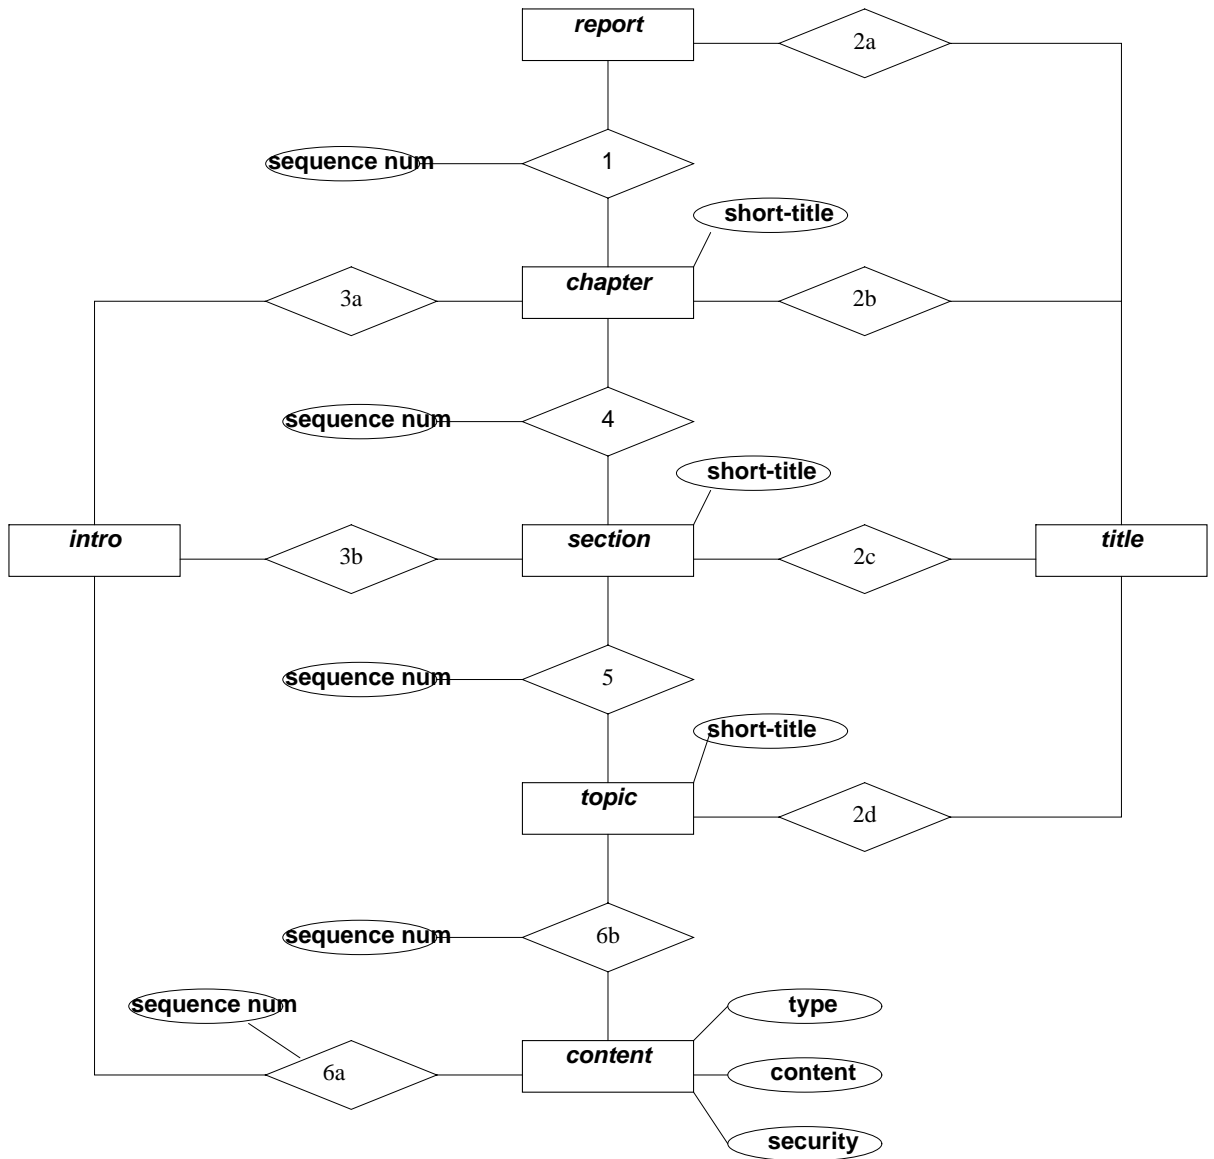 report
2a
sequence num
1
short-title
chapter
3a
2b
sequence num
4
short-title
intro
3b
section
2c
title
sequence num
5
short-title
topic
2d
sequence num
6b
sequence num
type
content
6a
content
security